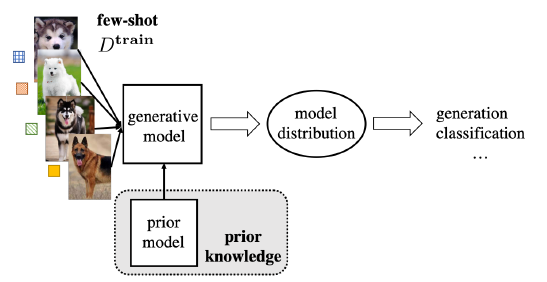 few-shot
D^train
generative
model
model
distribution
generation
classification
...
prior
model
prior
knowledge